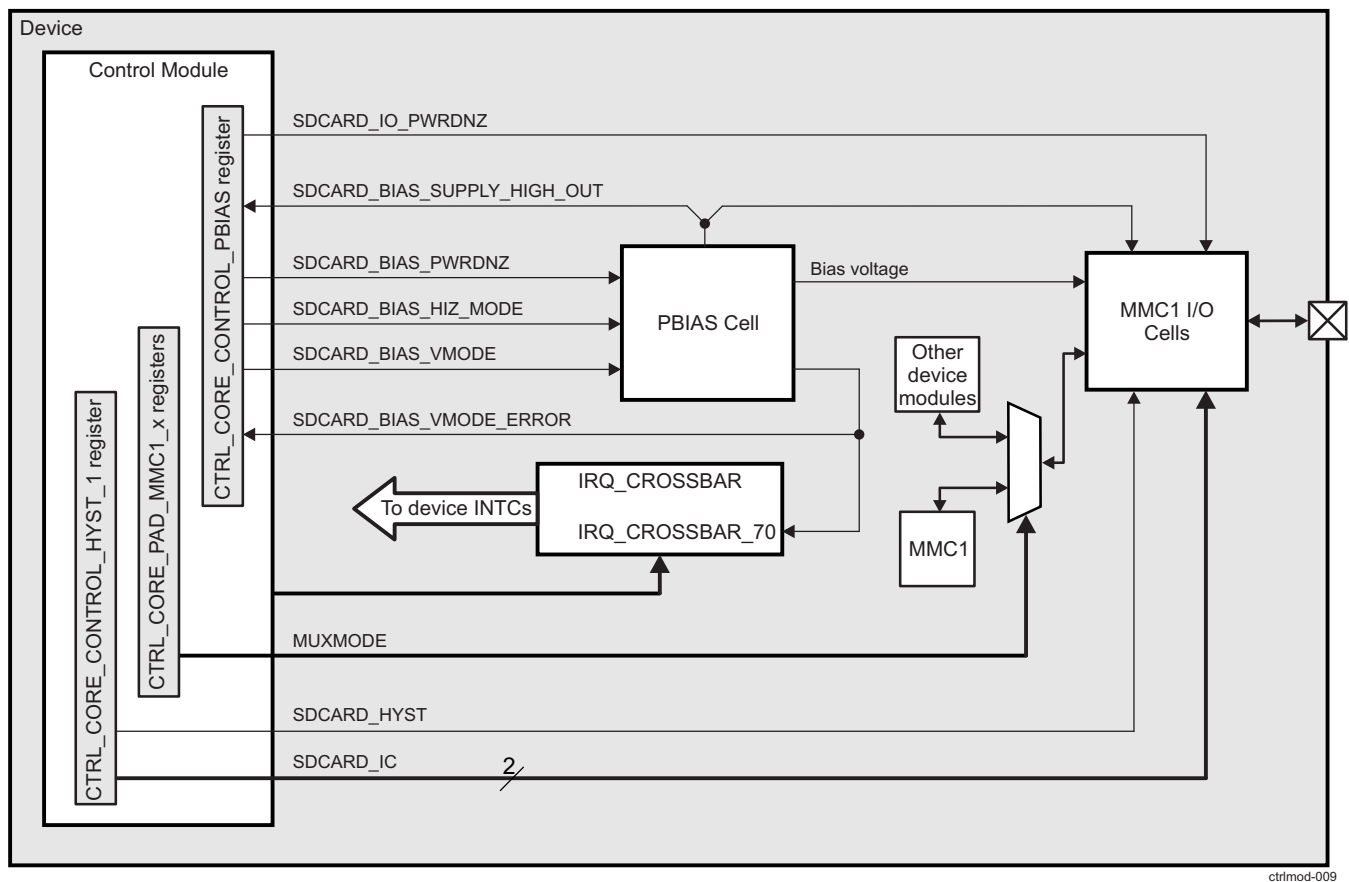 Device
Control Module
CTRL_CORE_CONTROL_PBIAS register
CTRL_CORE_PAD_MMC1_x registers
CTRL_CORE_CONTROL_HYST_1 register
SDCARD_IO_PWRDNZ
SDCARD_BIAS_SUPPLY_HIGH_OUT
SDCARD_BIAS_PWRDNZ
SDCARD_BIAS_HIZ_MODE
SDCARD_BIAS_VMODE
SDCARD_BIAS_VMODE_ERROR
PBIAS Cell
Bias voltage
MMC1 I/O
Cells
Other
device
modules
MMC1
IRQ_CROSSBAR
IRQ_CROSSBAR_70
To device INTCs
MUXMODE
SDCARD_HYST
SDCARD_IC
2
ctrlmod-009